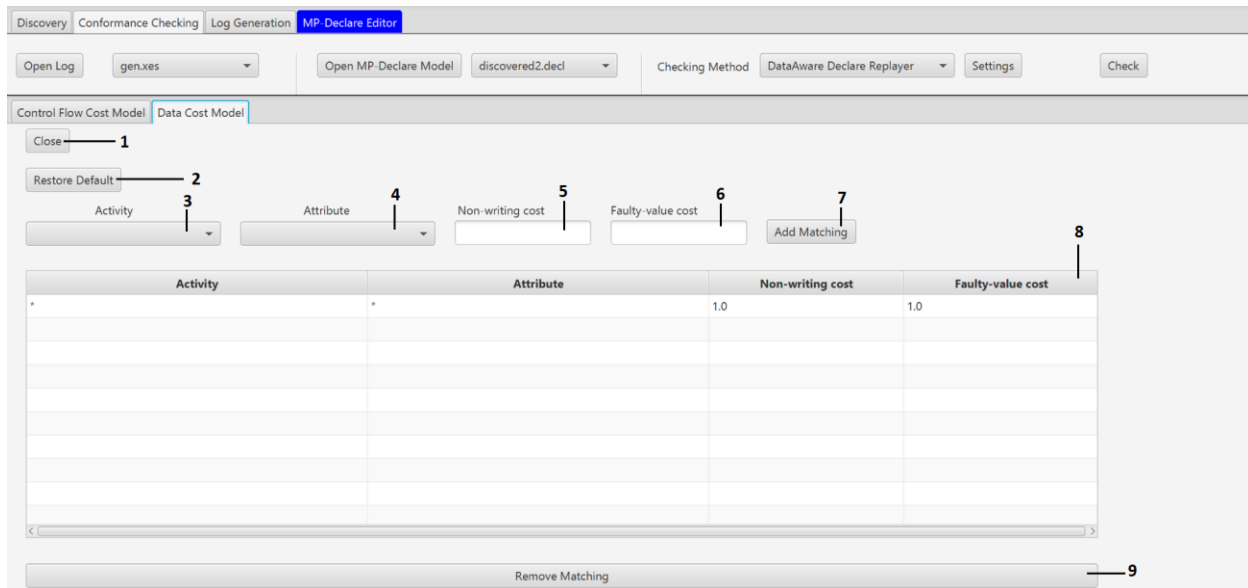 Discovery Conformance Checking Log Generation MP-Declare Editor
Open Log gen.xes Open MP-Declare Model discovered2.decl Checking Method DataAware Declare Replayer Settings Check
Control Flow Cost Model Data Cost Model
Close 1
Restore Default 2
3 4 5 6 7
Activity Attribute Non-writing cost Faulty-value cost
Add Matching 8
Activity Attribute Non-writing cost Faulty-value cost
* * 1.0 1.0
Remove Matching 9